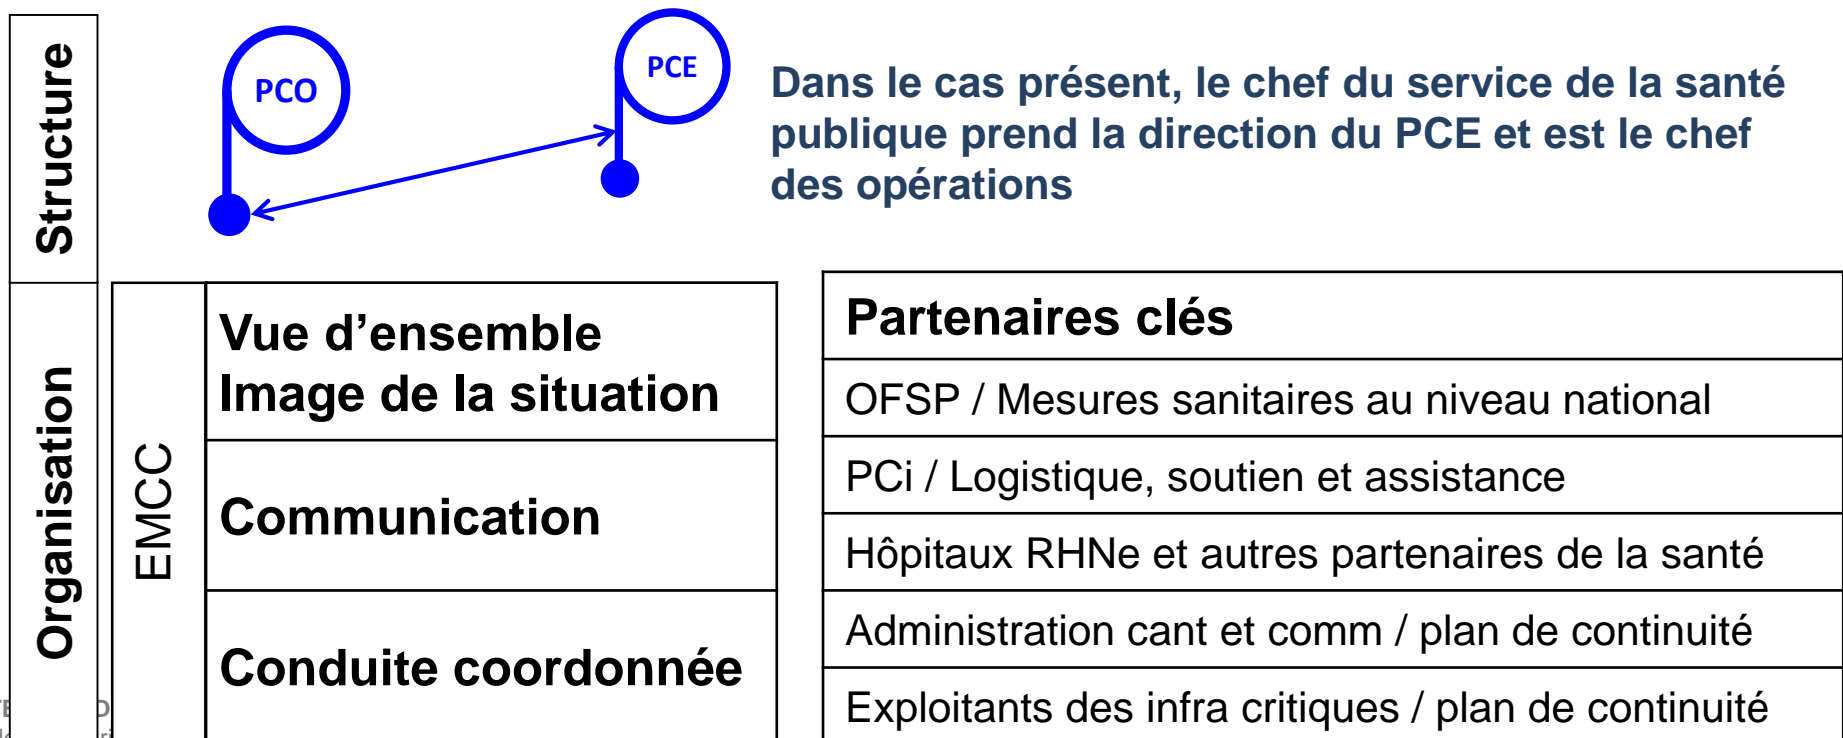 Structure
PCO
PCE
Dans le cas présent, le chef du service de la santé
publique prend la direction du PCE et est le chef
des opérations
Organisation
EMCC
Vue d’ensemble
Image de la situation
Communication
Conduite coordonnée
Partenaires clés
OFSP / Mesures sanitaires au niveau national
PCi / Logistique, soutien et assistance
Hôpitaux RHNe et autres partenaires de la santé
Administration cant et comm / plan de continuité
Exploitants des infra critiques / plan de continuité